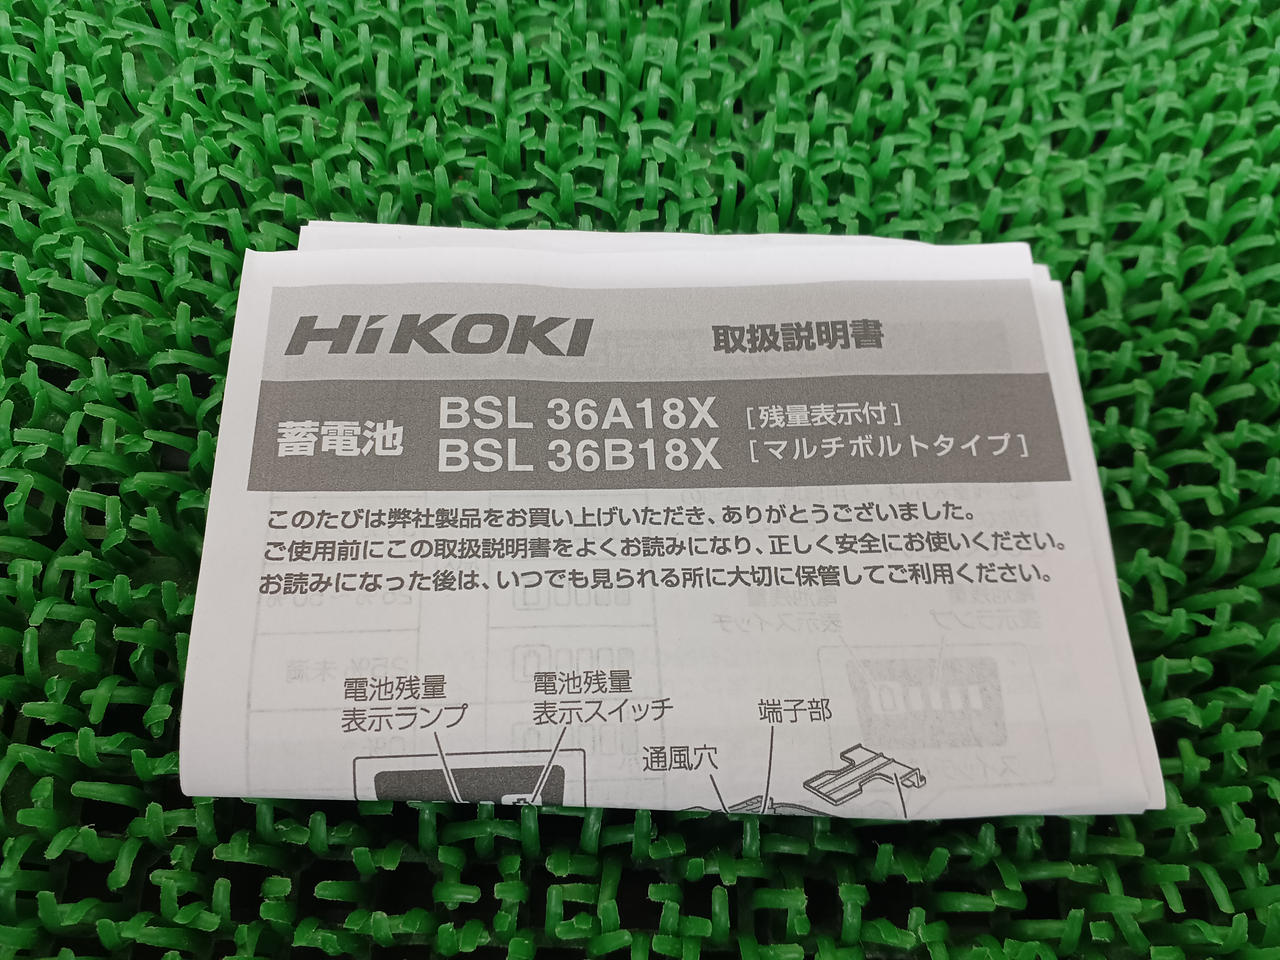 HiKOKI 取扱説明書
蓄電池
BSL 36A18X [残量表示付]
BSL 36B18X [マルチボルトタイプ]
このたびは弊社製品をお買い上げいただき、ありがとうございました。
ご使用前にこの取扱説明書をよくお読みになり、正しく安全にお使いください。
お読みになった後は、いつでも見られる所に大切に保管してご利用ください。
電池残量
表示ランプ
電池残量
表示スイッチ
端子部
通風穴